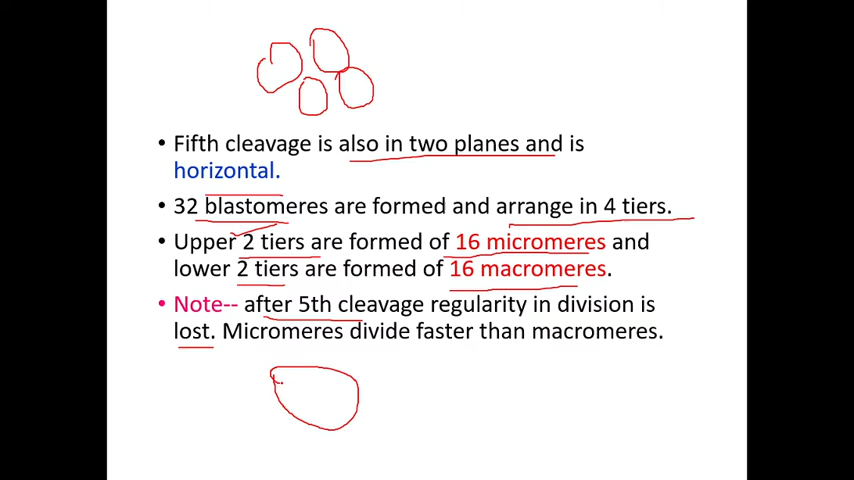 • Fifth cleavage is also in two planes and is
horizontal.
• 32 blastomeres are formed and arrange in 4 tiers.
• Upper 2 tiers are formed of 16 micromeres and
lower 2 tiers are formed of 16 macromeres.
• Note-- after 5th cleavage regularity in division is
lost. Micromeres divide faster than macromeres.